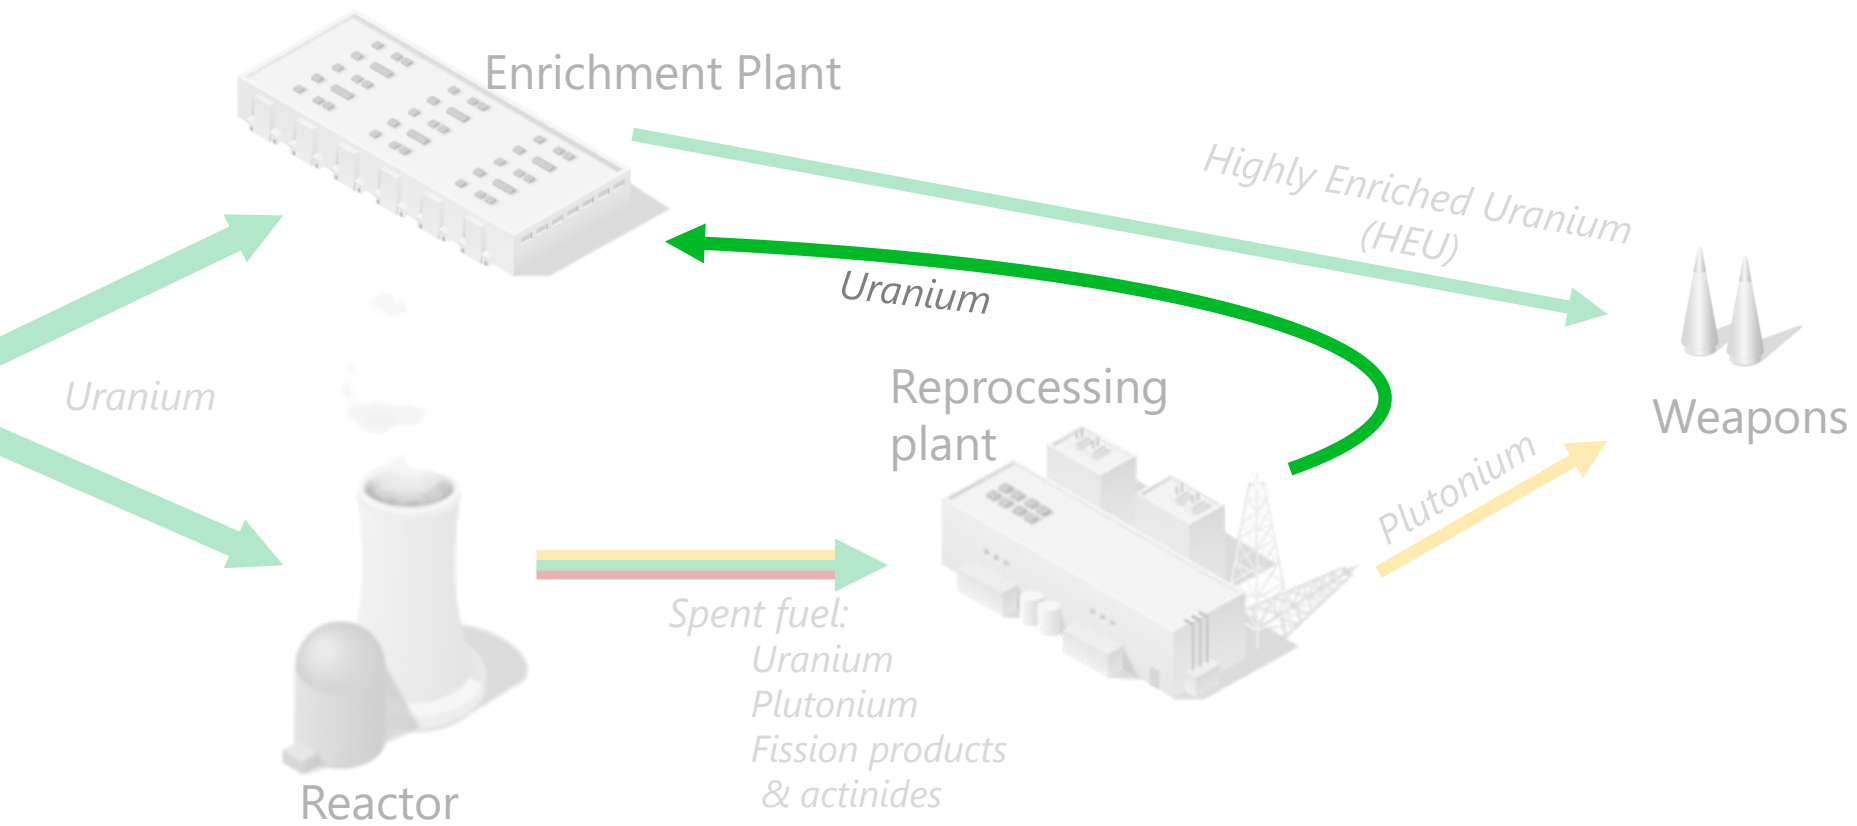 Enrichment Plant
Highly Enriched Uranium
(HEU)
Uranium
Uranium
Reprocessing
plant
Weapons
Plutonium
Spent fuel:
Uranium
Plutonium
Fission products
& actinides
Reactor